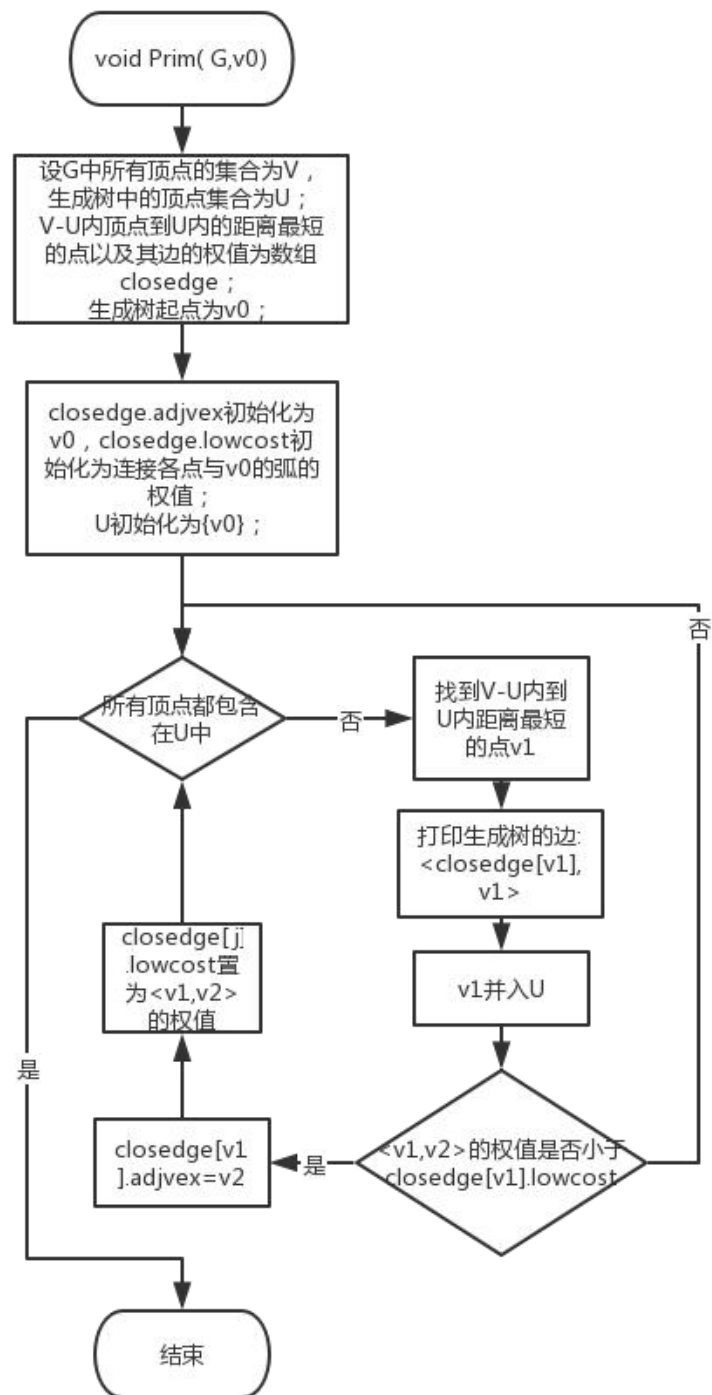 void Prim( G,v0)
设G中所有顶点的集合为V，
生成树中的顶点集合为U；
V-U内顶点到U内的距离最短
的点以及其边的权值为数组
closedge；
生成树起点为v0；
closedge.adjvex初始化为
v0，closedge.lowcost初
始化为连接各点与v0的弧的
权值；
U初始化为{v0}；
否
所有顶点都包含
在U中
否
找到V-U内到
U内距离最短
的点v1
打印生成树的边:
<closedge[v1],
v1>
v1并入U
<v1,v2>的权值是否小于
closedge[v1].lowcost
是
closedge[v1
].adjvex=v2
closedge[j]
.lowcost置
为<v1,v2>
的权值
是
结束